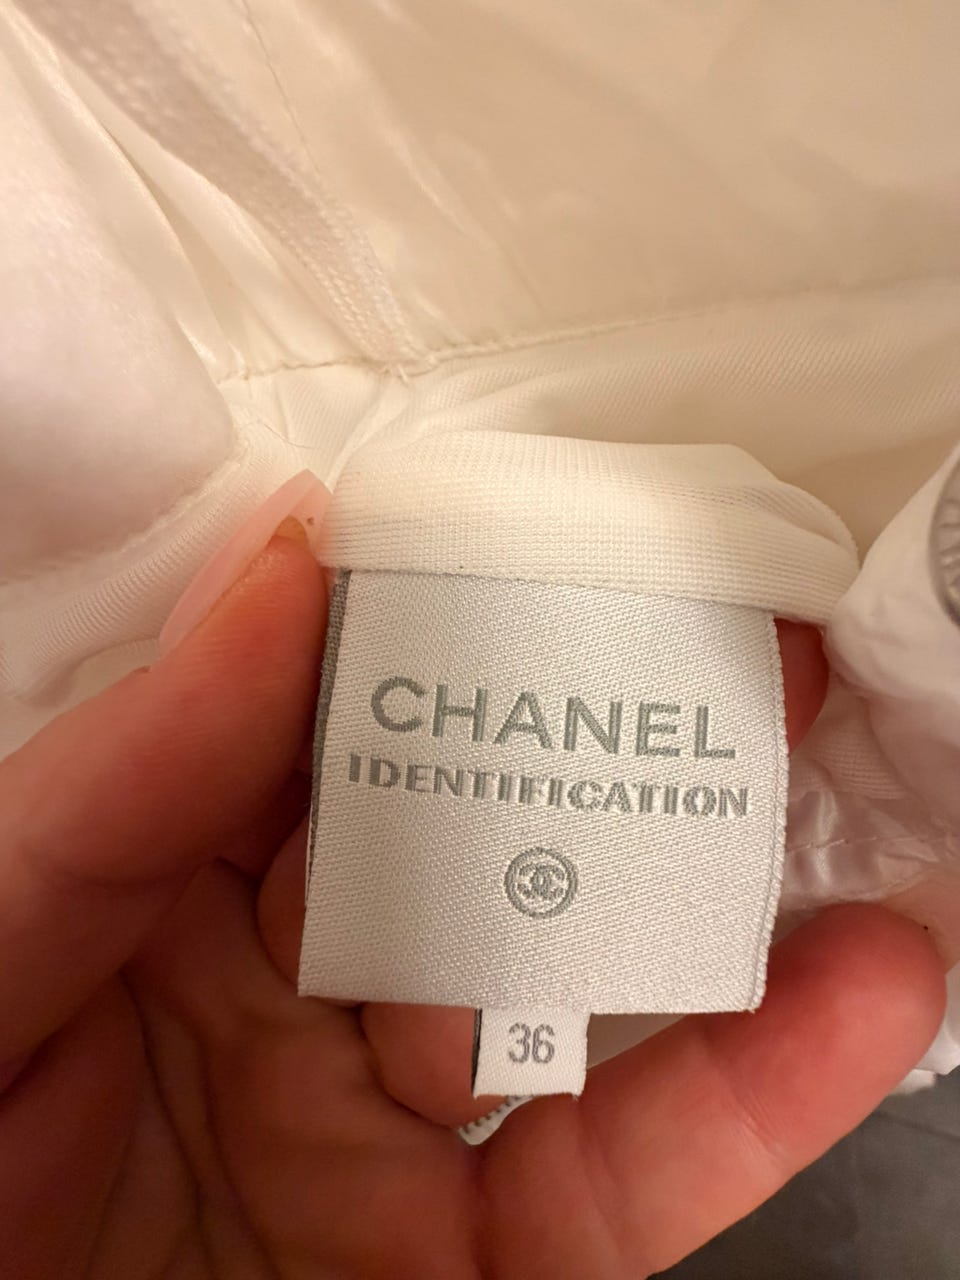 CHANEL
IDENTIFICATION
36